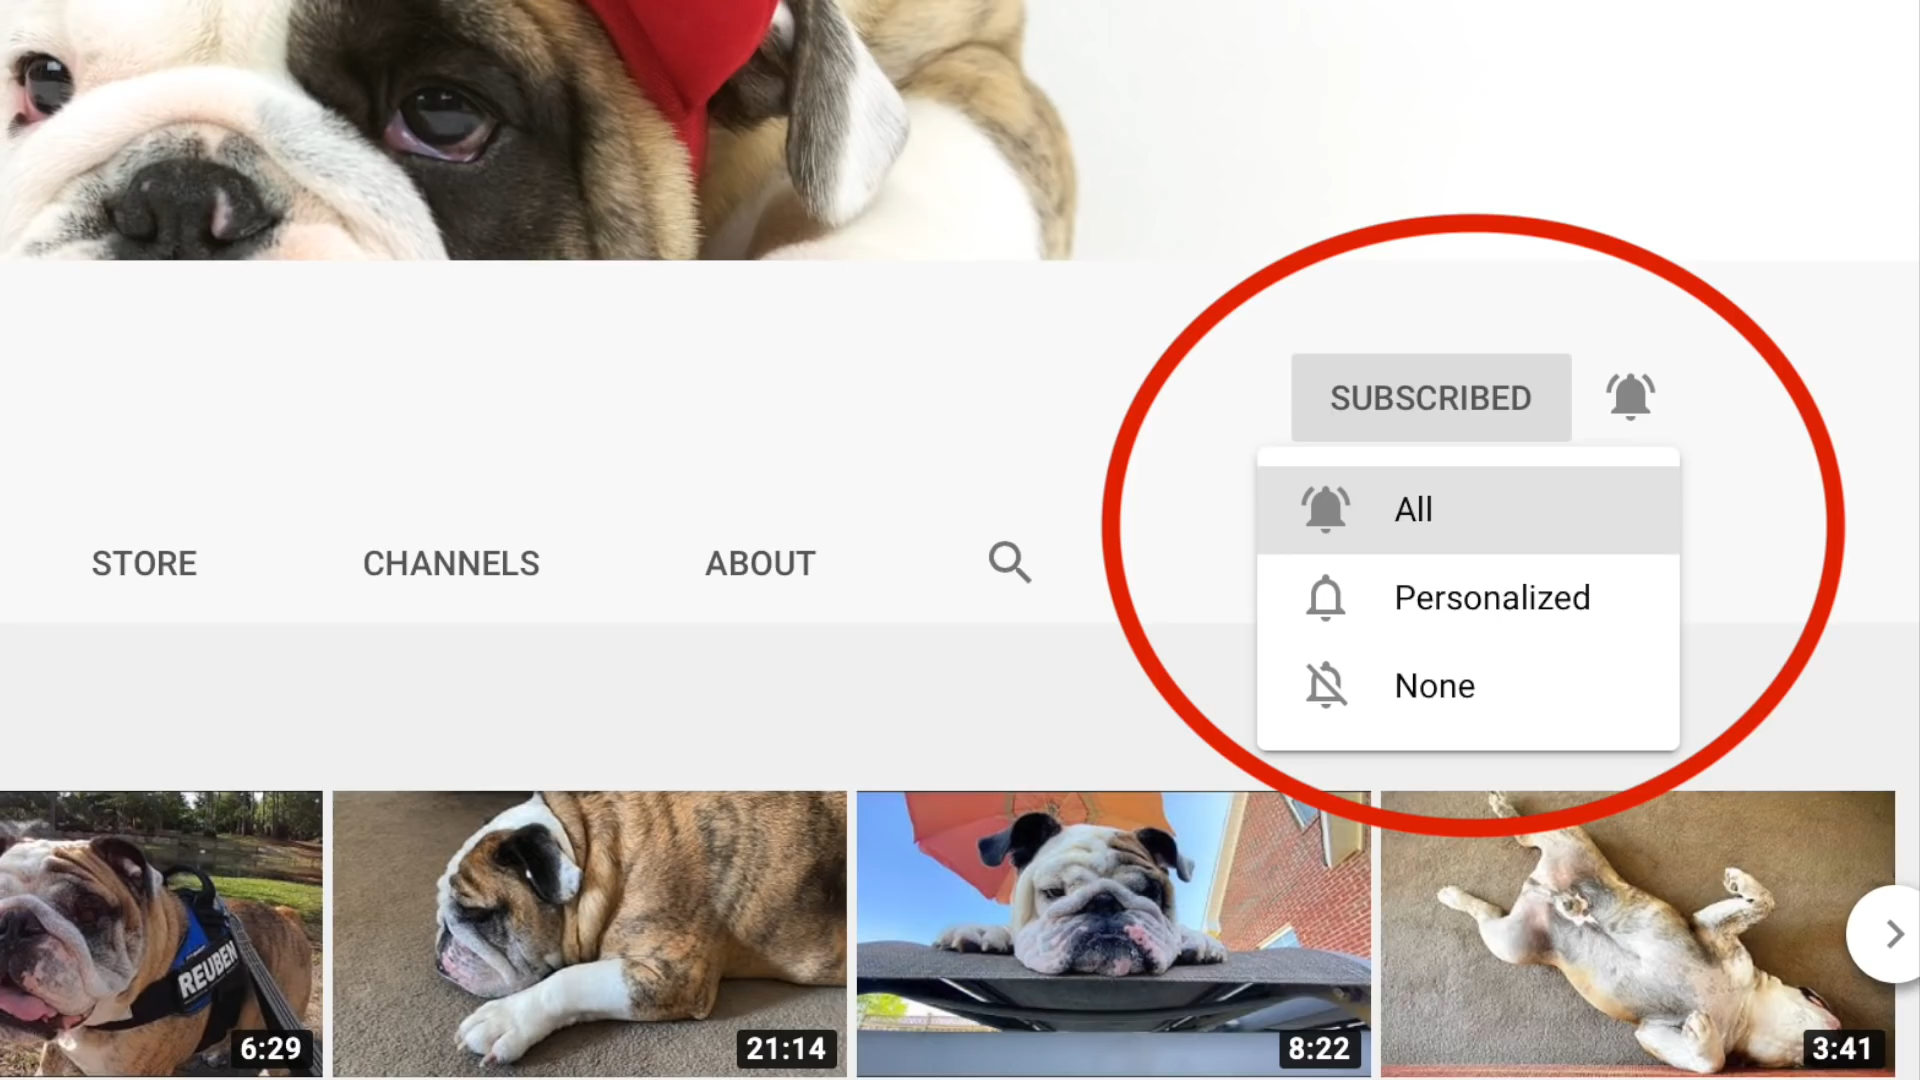 SUBSCRIBED
All
Personalized
None
STORE CHANNELS ABOUT
REUBEN
6:29
21:14
8:22
3:41